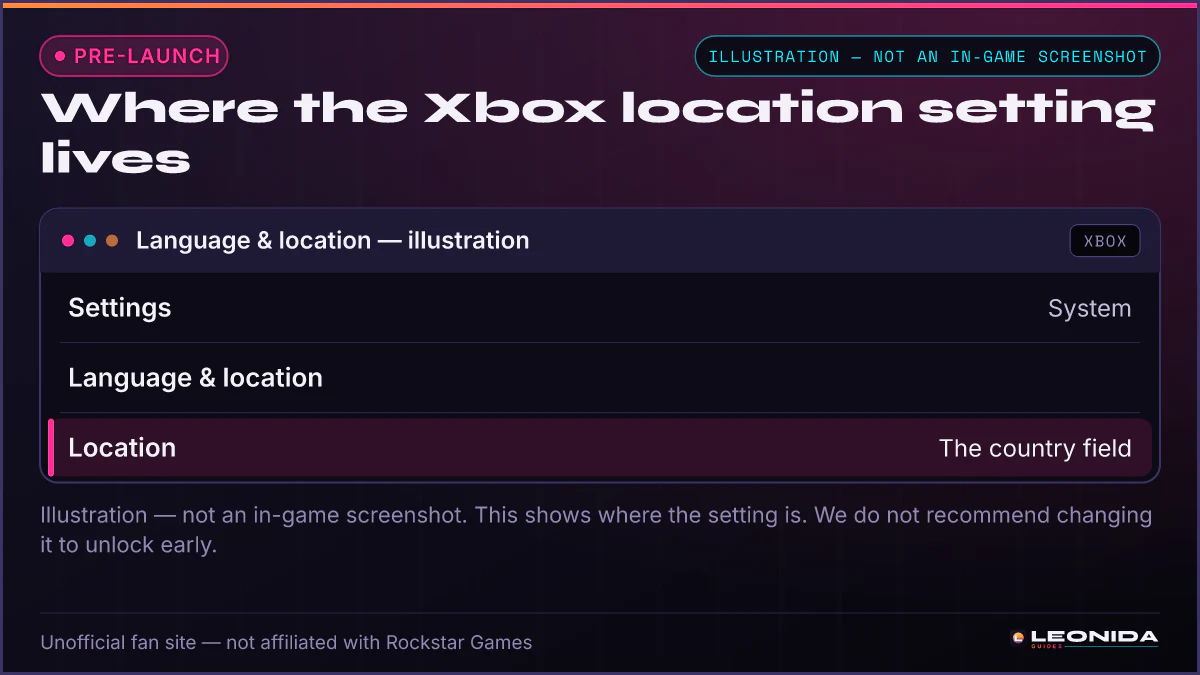 PRE-LAUNCH
ILLUSTRATION — NOT AN IN-GAME SCREENSHOT
Where the Xbox location setting
lives
Language & location — illustration
XBOX
Settings
System
Language & location
Location
The country field
Illustration — not an in-game screenshot. This shows where the setting is. We do not recommend changing
it to unlock early.
Unofficial fan site — not affiliated with Rockstar Games
LEONIDA
GUIDES